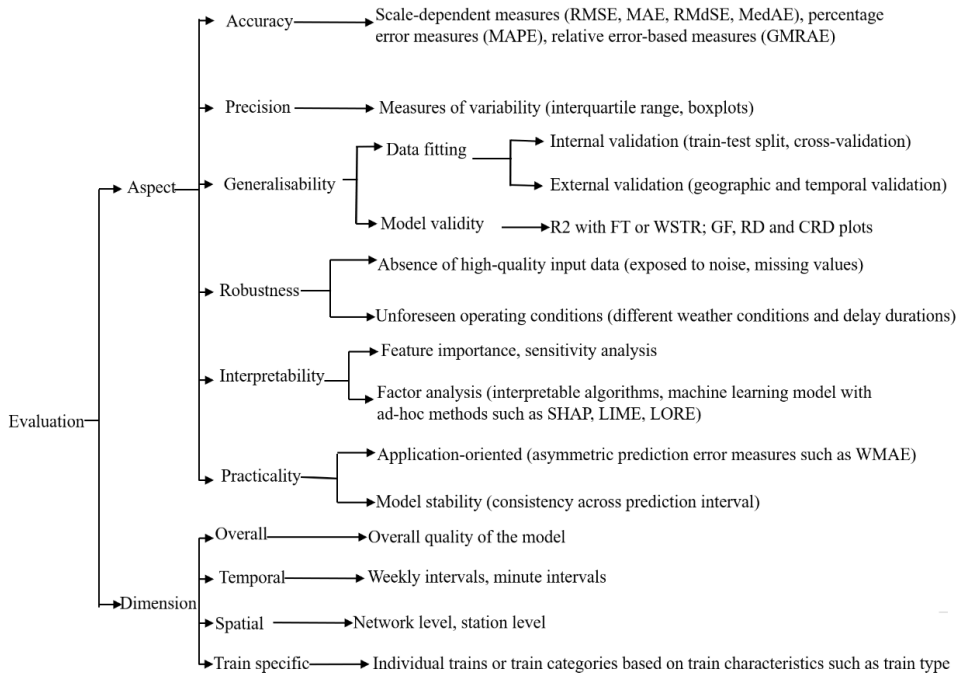 Accuracy
Scale-dependent measures (RMSE, MAE, RMdSE, MedAE), percentage
error measures (MAPE), relative error-based measures (GMRAE)
Precision
Measures of variability (interquartile range, boxplots)
Aspect
Generalisability
Data fitting
Internal validation (train-test split, cross-validation)
External validation (geographic and temporal validation)
Model validity
R2 with FT or WSTR; GF, RD and CRD plots
Robustness
Absence of high-quality input data (exposed to noise, missing values)
Unforeseen operating conditions (different weather conditions and delay durations)
Interpretability
Feature importance, sensitivity analysis
Factor analysis (interpretable algorithms, machine learning model with
ad-hoc methods such as SHAP, LIME, LORE)
Evaluation
Practicality
Application-oriented (asymmetric prediction error measures such as WMAE)
Model stability (consistency across prediction interval)
Dimension
Overall
Overall quality of the model
Temporal
Weekly intervals, minute intervals
Spatial
Network level, station level
Train specific
Individual trains or train categories based on train characteristics such as train type